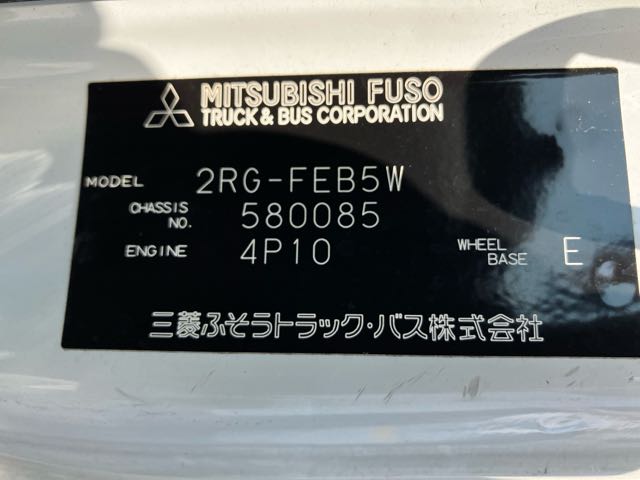 MITSUBISHI FUSO
TRUCK & BUS CORPORATION
MODEL 2RG-FEB5W
CHASSIS NO. 580085
ENGINE 4P10 WHEEL BASE E
三菱ふそうトラック・バス株式会社